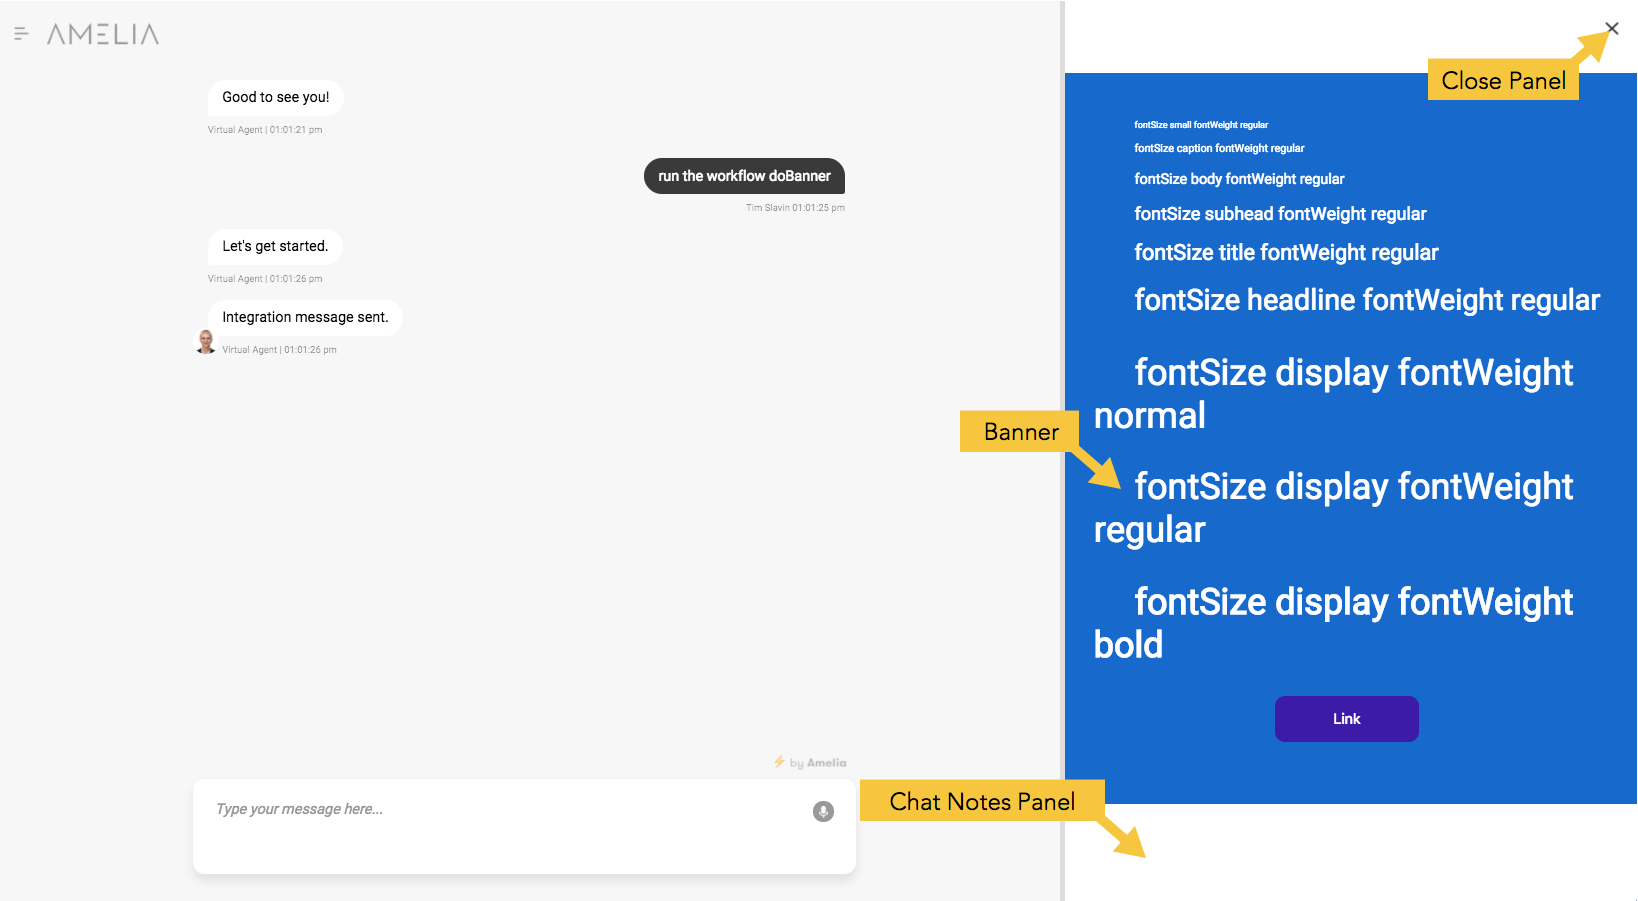 AMELIA
Good to see you!
Virtual Agent | 01:01:21 pm
run the workflow doBanner
Tim Slavin 01:01:25 pm
Let's get started.
Virtual Agent | 01:01:26 pm
Integration message sent.
Virtual Agent | 01:01:26 pm
by Amelia
Type your message here...
Close Panel
fontSize small fontWeight regular
fontSize caption fontWeight regular
fontSize body fontWeight regular
fontSize subhead fontWeight regular
fontSize title fontWeight regular
fontSize headline fontWeight regular
fontSize display fontWeight
normal
Banner
fontSize display fontWeight
regular
fontSize display fontWeight
bold
Link
Chat Notes Panel